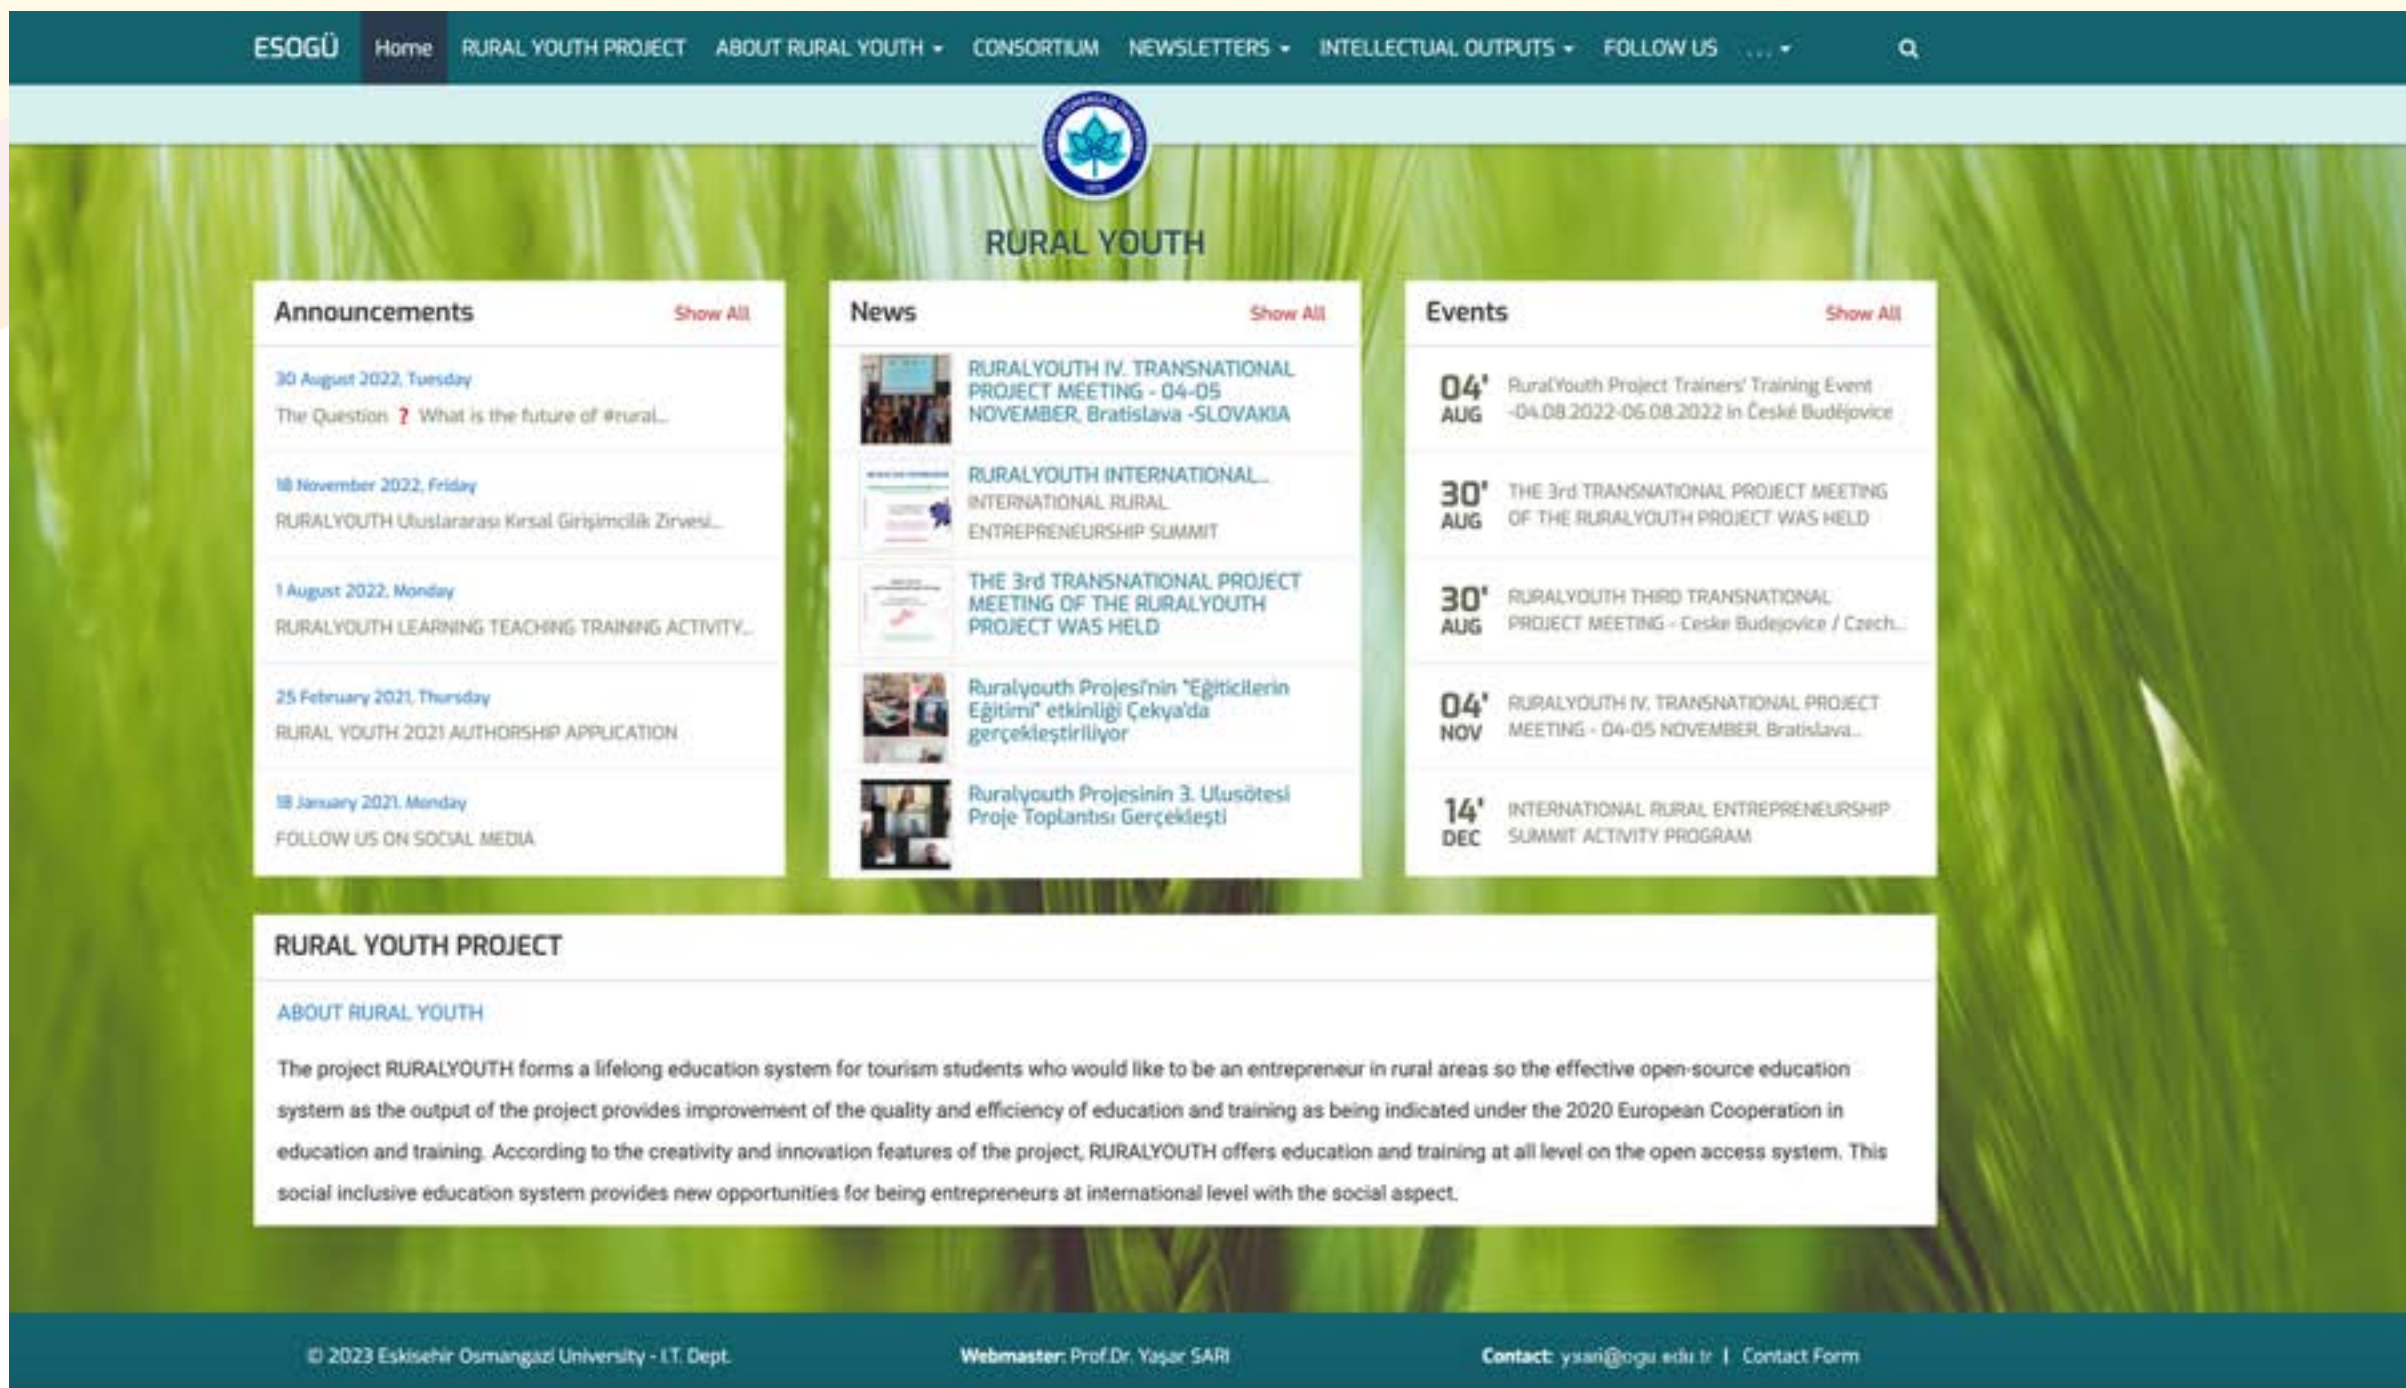 ESOGÜ Home RURAL YOUTH PROJECT ABOUT RURAL YOUTH CONSORTIUM NEWSLETTERS INTELLECTUAL OUTPUTS FOLLOW US ....
ESKİŞEHİR OSMANGAZİ ÜNİVERSİTESİ
1970
RURAL YOUTH
Announcements Show All
30 August 2022, Tuesday
The Question ❓ What is the future of #rural...
18 November 2022, Friday
RURALYOUTH Uluslararası Kırsal Girişimcilik Zirvesi...
1 August 2022, Monday
RURALYOUTH LEARNING TEACHING TRAINING ACTIVITY...
25 February 2021, Thursday
RURAL YOUTH 2021 AUTHORSHIP APPLICATION
18 January 2021, Monday
FOLLOW US ON SOCIAL MEDIA
News Show All
RURALYOUTH IV. TRANSNATIONAL
PROJECT MEETING - 04-05
NOVEMBER, Bratislava -SLOVAKIA
RURALYOUTH INTERNATIONAL...
INTERNATIONAL RURAL
ENTREPRENEURSHIP SUMMIT
THE 3rd TRANSNATIONAL PROJECT
MEETING OF THE RURALYOUTH
PROJECT WAS HELD
Ruralyouth Projesi'nin "Eğiticilerin
Eğitimi" etkinliği Çekya'da
gerçekleştiriliyor
Ruralyouth Projesinin 3. Ulusötesi
Proje Toplantısı Gerçekleşti
Events Show All
04' AUG
RuralYouth Project Trainers' Training Event
-04.08.2022-06.08.2022 in České Budějovice
30' AUG
THE 3rd TRANSNATIONAL PROJECT MEETING
OF THE RURALYOUTH PROJECT WAS HELD
30' AUG
RURALYOUTH THIRD TRANSNATIONAL
PROJECT MEETING - Ceske Budejovice / Czech...
04' NOV
RURALYOUTH IV. TRANSNATIONAL PROJECT
MEETING - 04-05 NOVEMBER, Bratislava...
14' DEC
INTERNATIONAL RURAL ENTREPRENEURSHIP
SUMMIT ACTIVITY PROGRAM
RURAL YOUTH PROJECT
ABOUT RURAL YOUTH
The project RURALYOUTH forms a lifelong education system for tourism students who would like to be an entrepreneur in rural areas so the effective open-source education
system as the output of the project provides improvement of the quality and efficiency of education and training as being indicated under the 2020 European Cooperation in
education and training. According to the creativity and innovation features of the project, RURALYOUTH offers education and training at all level on the open access system. This
social inclusive education system provides new opportunities for being entrepreneurs at international level with the social aspect.
© 2023 Eskisehir Osmangazi University - I.T. Dept. Webmaster: Prof.Dr. Yaşar SARI Contact: ysari@ogu.edu.tr | Contact Form